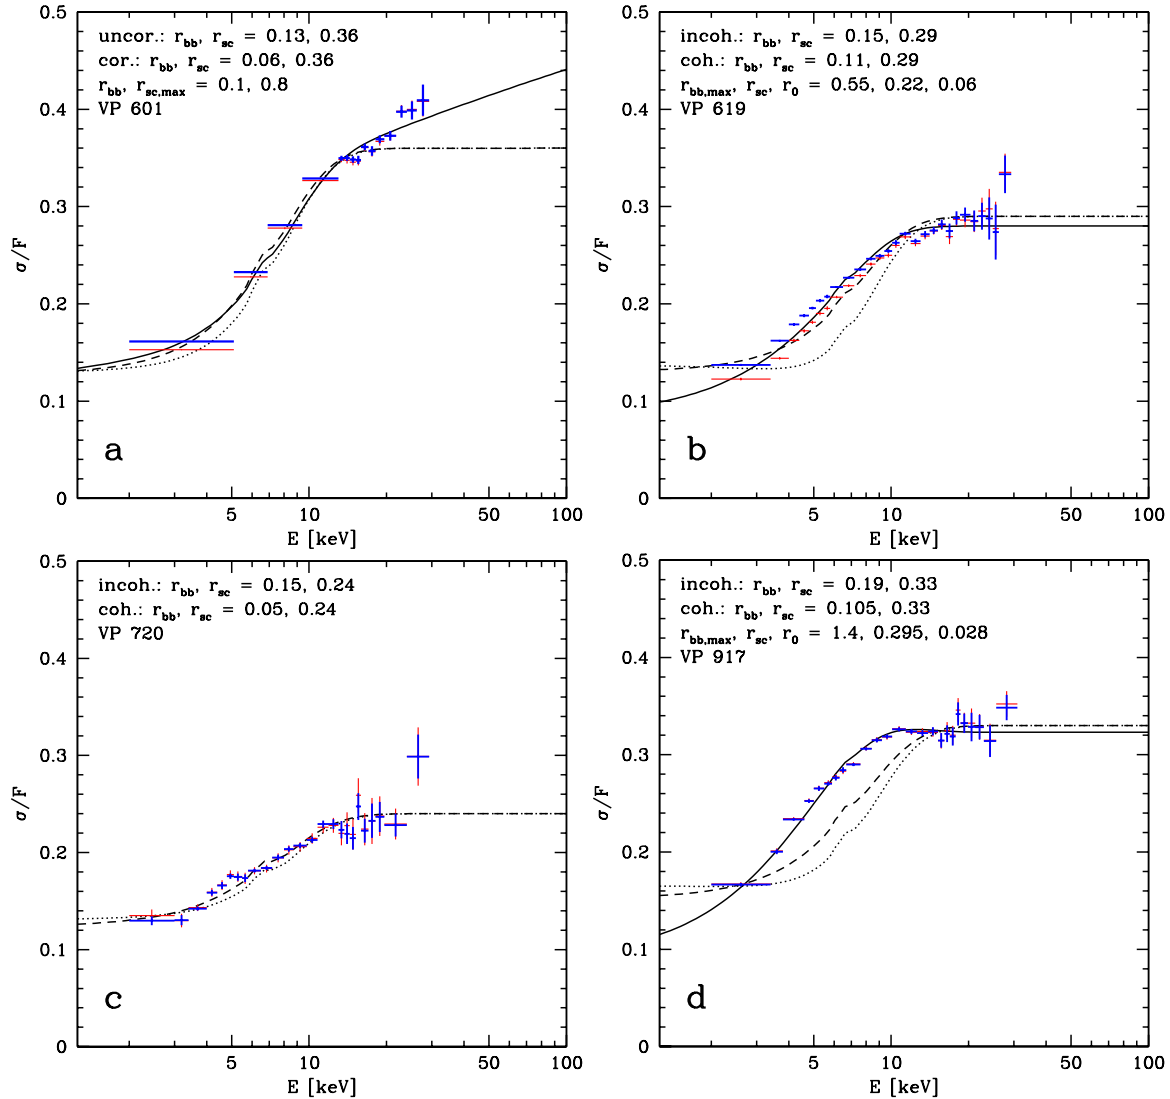 0.5
0.4
0.3
0.2
0.1
0
σ/F
uncor.: r_bb, r_sc = 0.13, 0.36
cor.: r_bb, r_sc = 0.06, 0.36
r_bb, r_sc,max = 0.1, 0.8
VP 601
a
5 10 50 100
E [keV]
0.5
0.4
0.3
0.2
0.1
0
σ/F
incoh.: r_bb, r_sc = 0.15, 0.29
coh.: r_bb, r_sc = 0.11, 0.29
r_bb,max, r_sc, r_0 = 0.55, 0.22, 0.06
VP 619
b
5 10 50 100
E [keV]
0.5
0.4
0.3
0.2
0.1
0
σ/F
incoh.: r_bb, r_sc = 0.15, 0.24
coh.: r_bb, r_sc = 0.05, 0.24
VP 720
c
5 10 50 100
E [keV]
0.5
0.4
0.3
0.2
0.1
0
σ/F
incoh.: r_bb, r_sc = 0.19, 0.33
coh.: r_bb, r_sc = 0.105, 0.33
r_bb,max, r_sc, r_0 = 1.4, 0.295, 0.028
VP 917
d
5 10 50 100
E [keV]